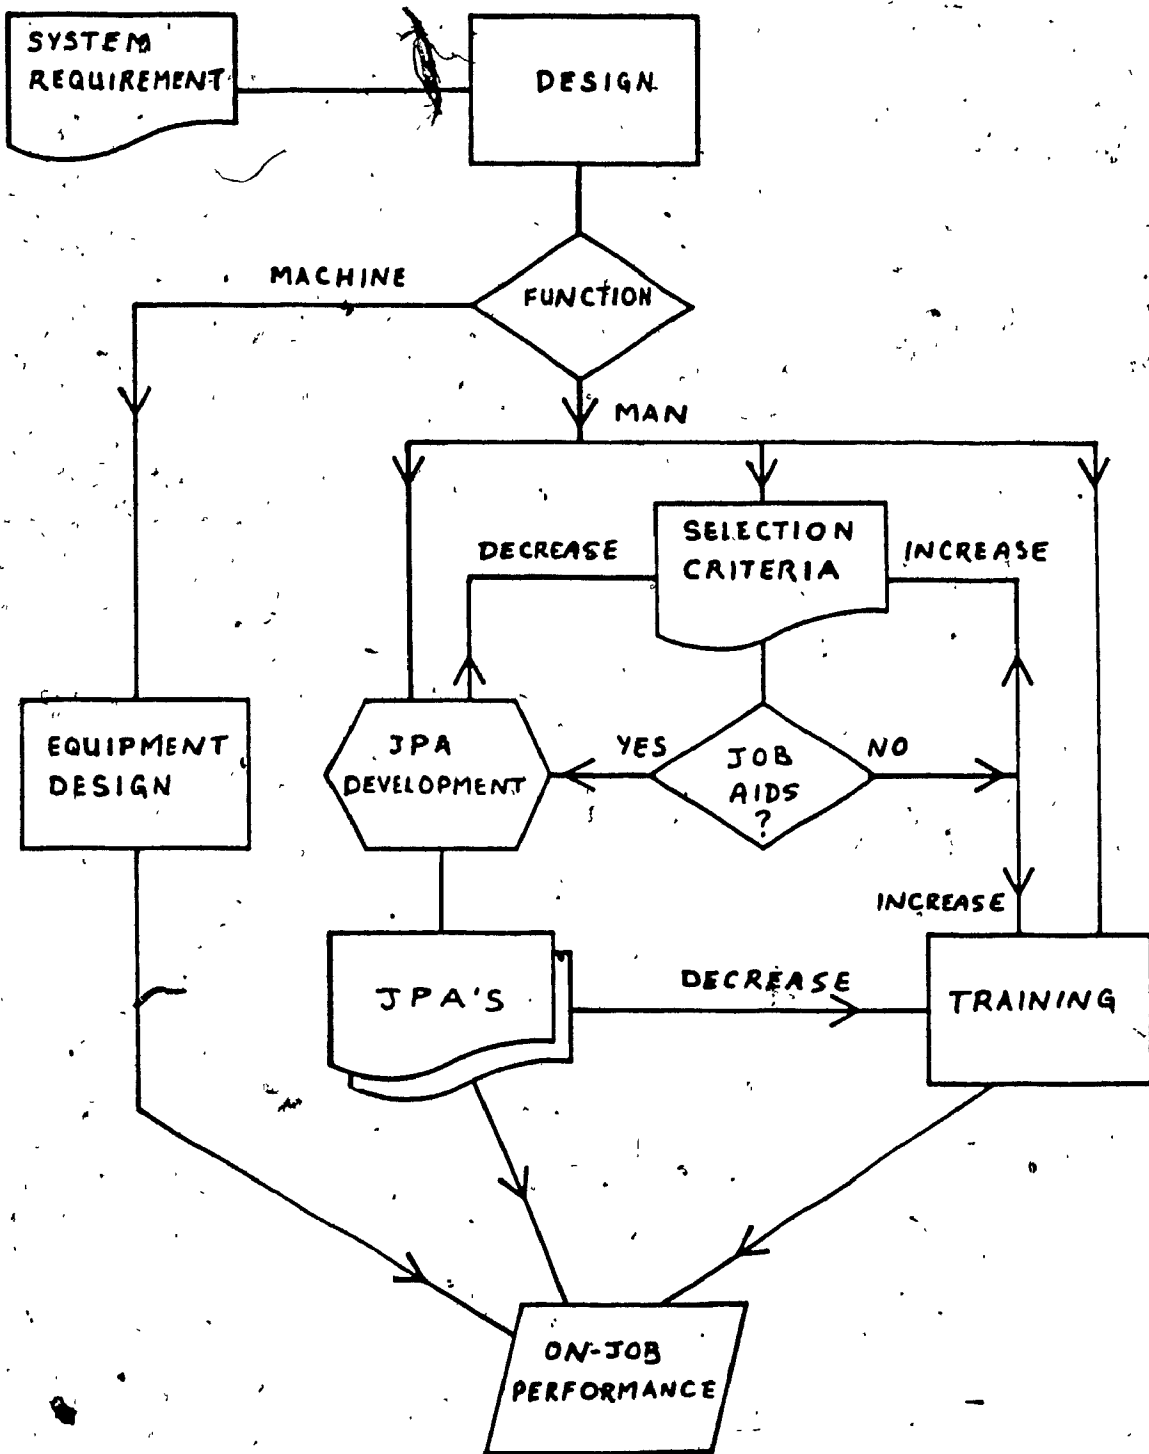 SYSTEM
REQUIREMENT
DESIGN
MACHINE
FUNCTION
MAN
SELECTION
CRITERIA
DECREASE
INCREASE
EQUIPMENT
DESIGN
JPA
DEVELOPMENT
YES
JOB
AIDS
?
NO
INCREASE
JPA'S
DECREASE
TRAINING
ON-JOB
PERFORMANCE